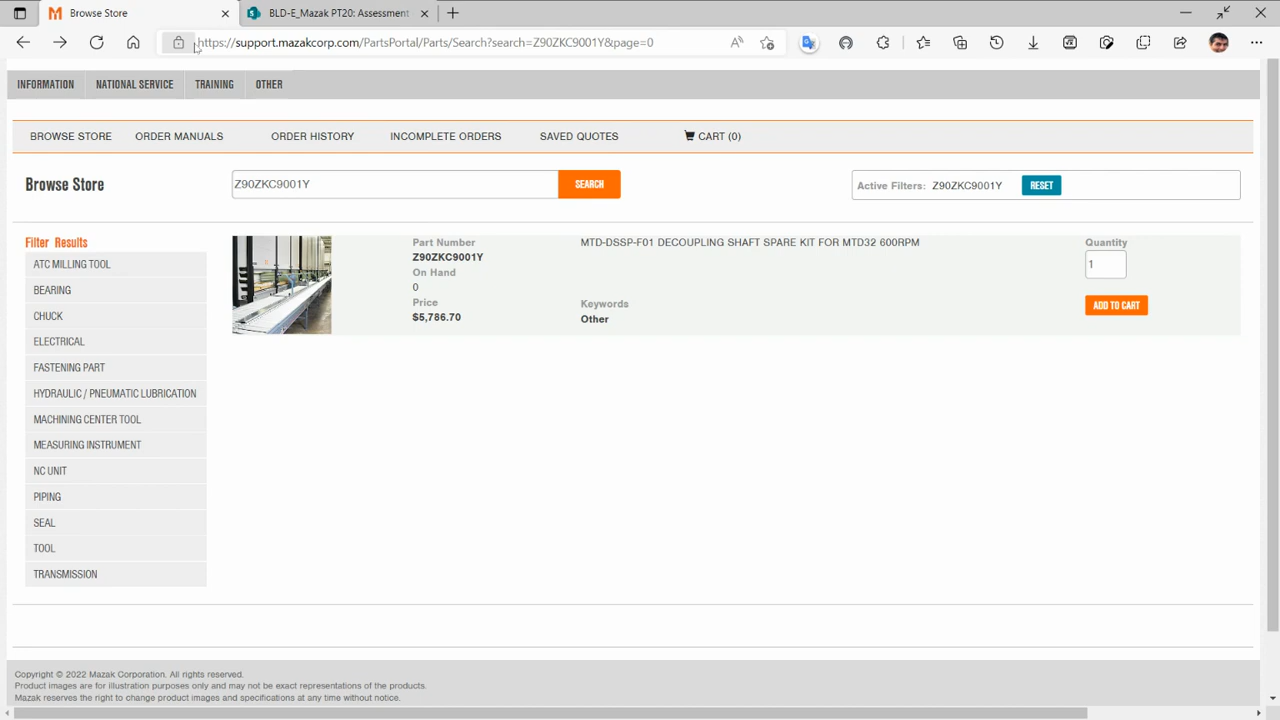 Browse Store
BLD-E_Mazak PT20: Assessment
https://support.mazakcorp.com/PartsPortal/Parts/Search?search=Z90ZKC9001Y&page=0
INFORMATION NATIONAL SERVICE TRAINING OTHER
BROWSE STORE ORDER MANUALS ORDER HISTORY INCOMPLETE ORDERS SAVED QUOTES CART (0)
Browse Store
Z90ZKC9001Y
SEARCH
Active Filters: Z90ZKC9001Y RESET
Filter Results
ATC MILLING TOOL
BEARING
CHUCK
ELECTRICAL
FASTENING PART
HYDRAULIC / PNEUMATIC LUBRICATION
MACHINING CENTER TOOL
MEASURING INSTRUMENT
NC UNIT
PIPING
SEAL
TOOL
TRANSMISSION
Part Number
Z90ZKC9001Y
On Hand
0
Price
$5,786.70
MTD-DSSP-F01 DECOUPLING SHAFT SPARE KIT FOR MTD32 600RPM
Keywords
Other
Quantity
1
ADD TO CART
Copyright © 2022 Mazak Corporation. All rights reserved.
Product images are for illustration purposes only and may not be exact representations of the products.
Mazak reserves the right to change product images and specifications at any time without notice.